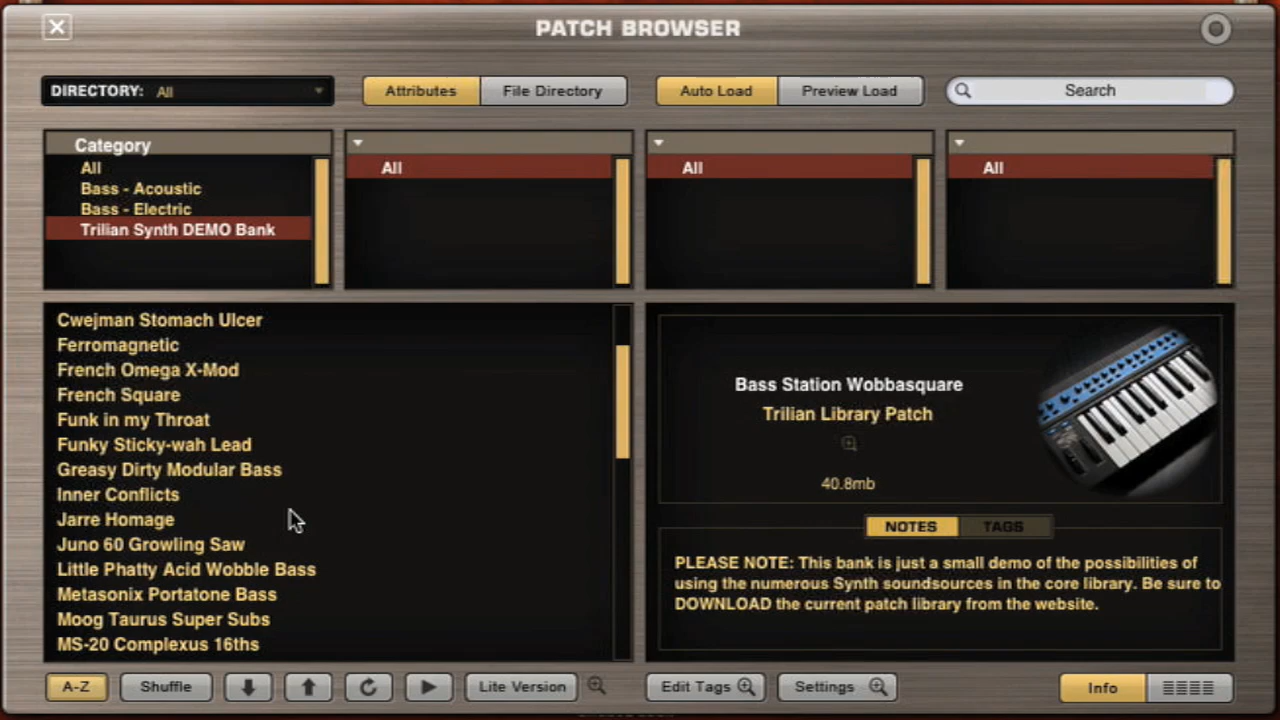 PATCH BROWSER
DIRECTORY: All
Attributes
File Directory
Auto Load
Preview Load
Search
Category
All
Bass - Acoustic
Bass - Electric
Trilian Synth DEMO Bank
All
All
All
Cwejman Stomach Ulcer
Ferromagnetic
French Omega X-Mod
French Square
Funk in my Throat
Funky Sticky-wah Lead
Greasy Dirty Modular Bass
Inner Conflicts
Jarre Homage
Juno 60 Growling Saw
Little Phatty Acid Wobble Bass
Metasonix Portatone Bass
Moog Taurus Super Subs
MS-20 Complexus 16ths
Bass Station Wobbasquare
Trilian Library Patch
40.8mb
NOTES
TAGS
PLEASE NOTE: This bank is just a small demo of the possibilities of
using the numerous Synth soundsources in the core library. Be sure to
DOWNLOAD the current patch library from the website.
A-Z
Shuffle
Lite Version
Edit Tags
Settings
Info